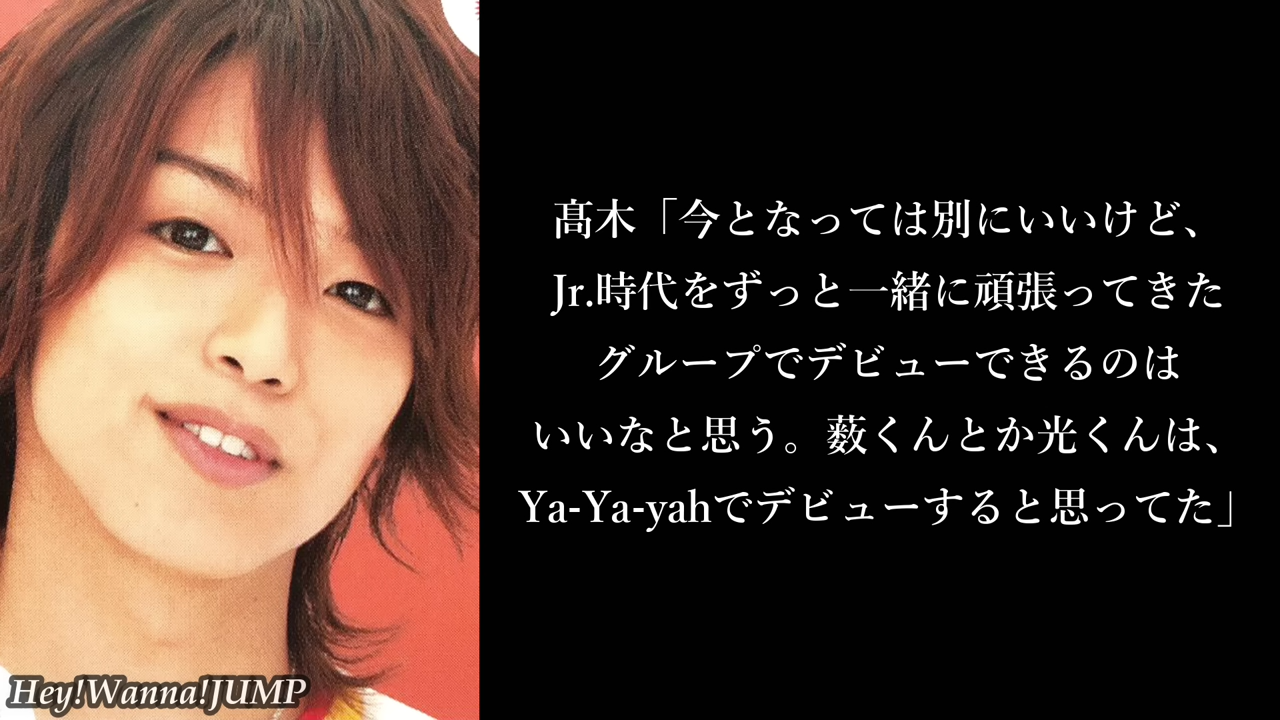 髙木「今となっては別にいいけど、
Jr.時代をずっと一緒に頑張ってきた
グループでデビューできるのは
いいなと思う。薮くんとか光くんは、
Ya-Ya-yahでデビューすると思ってた」
Hey!Wanna!JUMP